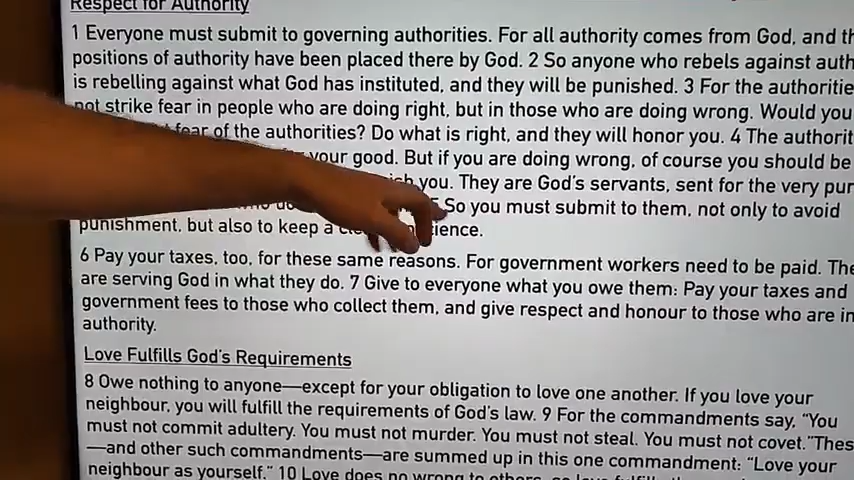 Respect for Authority
1 Everyone must submit to governing authorities. For all authority comes from God, and th
positions of authority have been placed there by God. 2 So anyone who rebels against auth
is rebelling against what God has instituted, and they will be punished. 3 For the authoritie
not strike fear in people who are doing right, but in those who are doing wrong. Would you
fear of the authorities? Do what is right, and they will honor you. 4 The authorit
your good. But if you are doing wrong, of course you should be
you. They are God's servants, sent for the very pur
So you must submit to them, not only to avoid
punishment, but also to keep a
6 Pay your taxes, too, for these same reasons. For government workers need to be paid. The
are serving God in what they do. 7 Give to everyone what you owe them: Pay your taxes and
government fees to those who collect them, and give respect and honour to those who are in
authority.
Love Fulfills God's Requirements
8 Owe nothing to anyone—except for your obligation to love one another. If you love your
neighbour, you will fulfill the requirements of God's law. 9 For the commandments say, "You
must not commit adultery. You must not murder. You must not steal. You must not covet." Thes
—and other such commandments—are summed up in this one commandment: "Love your
neighbour as yourself." 10 Love does no wrong to others, so love